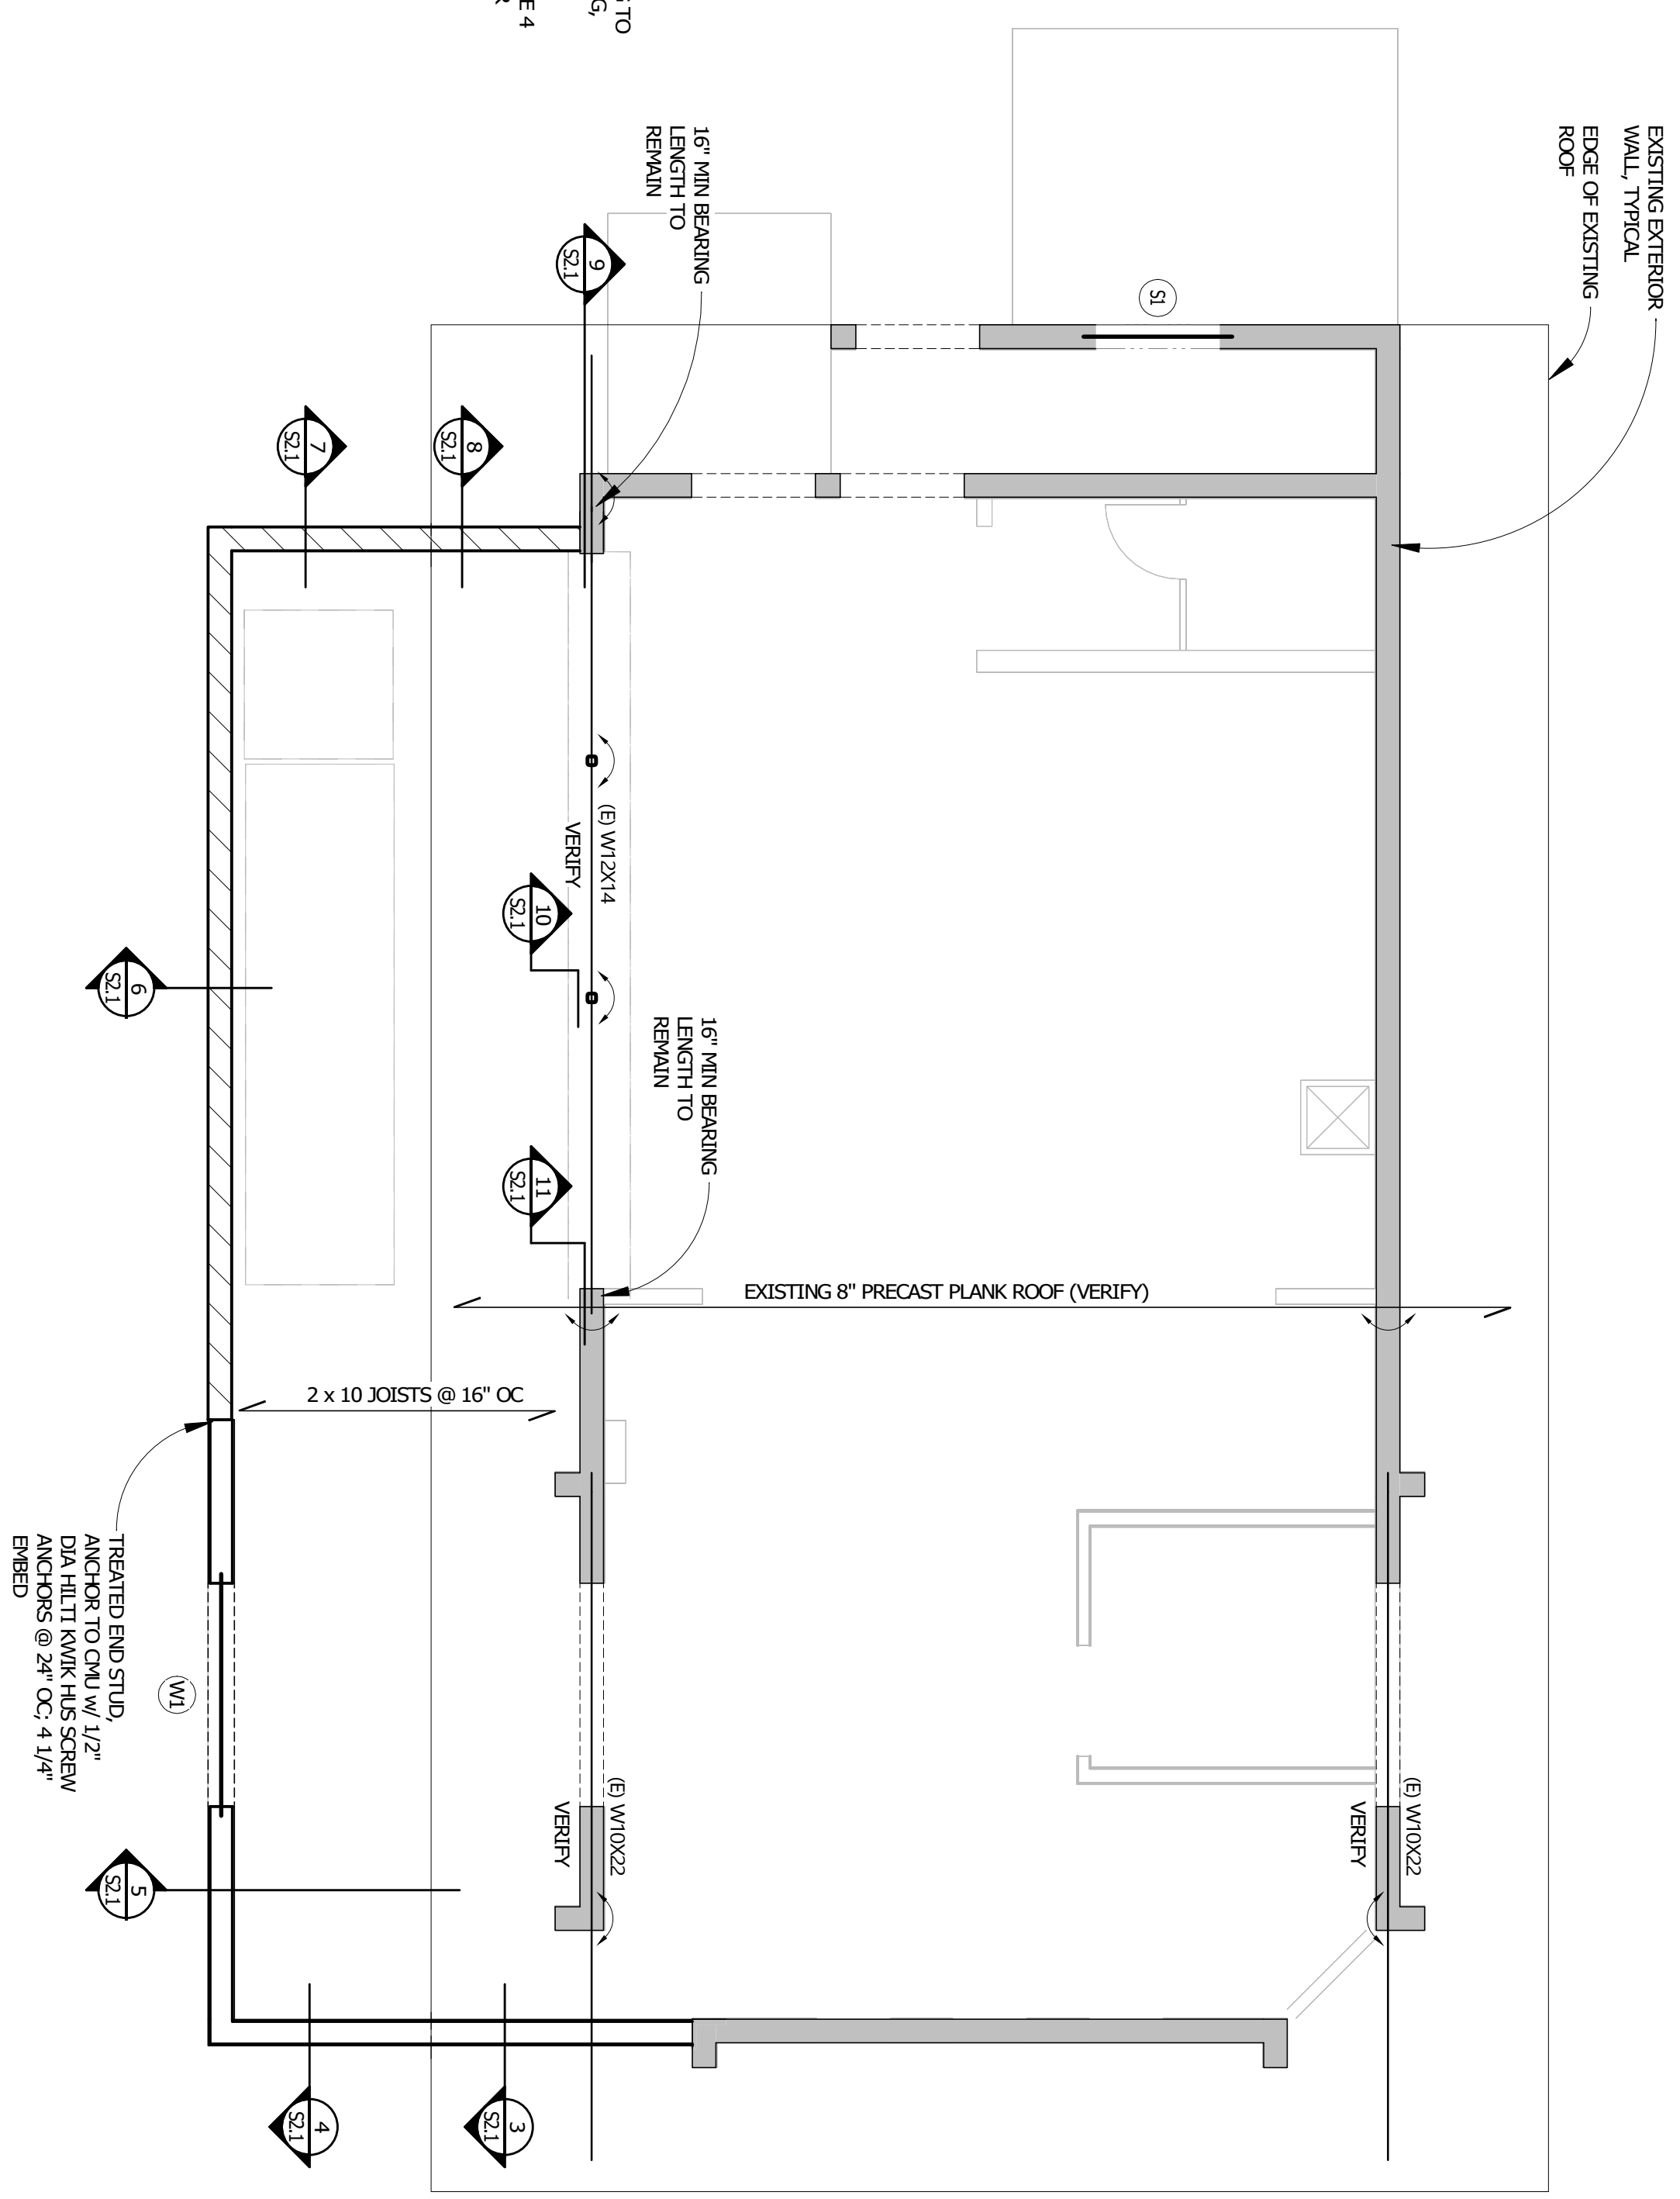 EXISTING EXTERIOR
WALL, TYPICAL
EDGE OF EXISTING
ROOF
16" MIN BEARING
LENGTH TO
REMAIN
TO
G,
E 4
S1
9
S2.1
8
S2.1
7
S2.1
(E) W12X14
VERIFY
10
S2.1
6
S2.1
16" MIN BEARING
LENGTH TO
REMAIN
11
S2.1
EXISTING 8" PRECAST PLANK ROOF (VERIFY)
2 x 10 JOISTS @ 16" OC
TREATED END STUD,
ANCHOR TO CMU w/ 1/2"
DIA HILTI KWIK HUS SCREW
ANCHORS @ 24" OC; 4 1/4"
EMBED
W1
(E) W10X22
VERIFY
(E) W10X22
VERIFY
5
S2.1
3
S2.1
4
S2.1